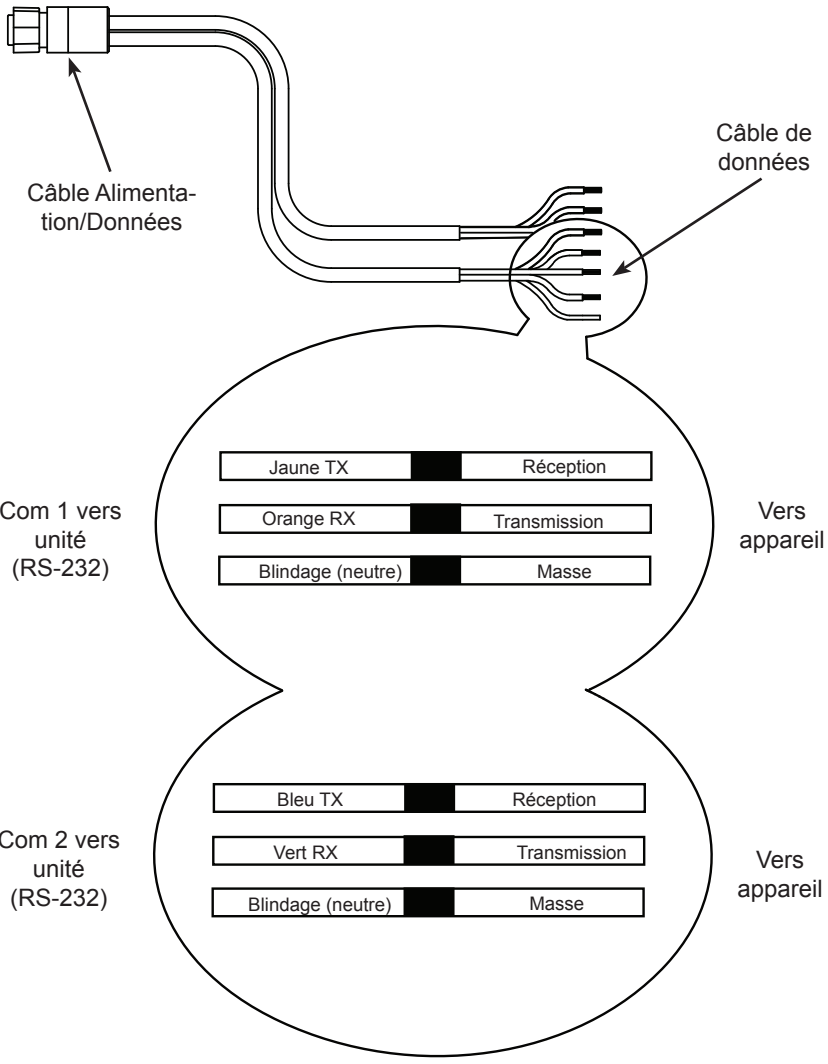 Câble de
données
Câble Alimenta-
tion/Données
Jaune TX
Réception
Orange RX
Transmission
Blindage (neutre)
Masse
Com 1 vers
unité
(RS-232)
Vers
appareil
Bleu TX
Réception
Vert RX
Transmission
Blindage (neutre)
Masse
Com 2 vers
unité
(RS-232)
Vers
appareil